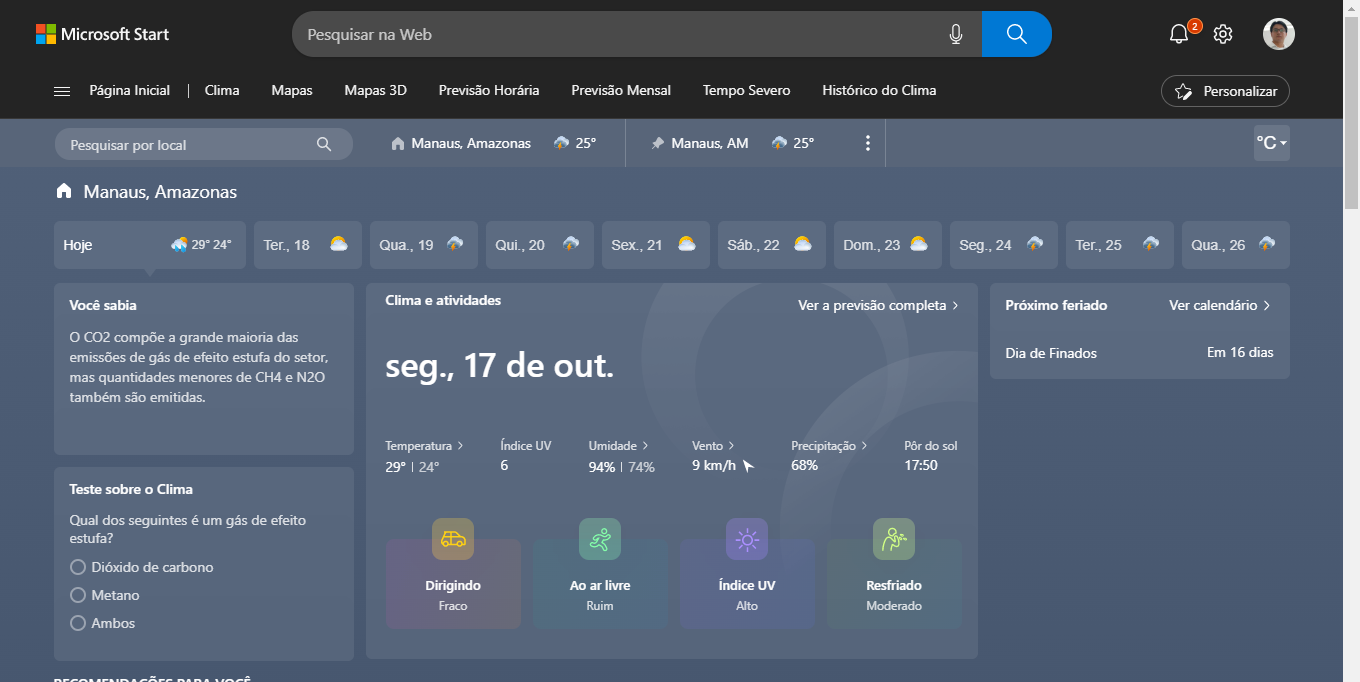 Microsoft Start
Pesquisar na Web
2
Página Inicial | Clima Mapas Mapas 3D Previsão Horária Previsão Mensal Tempo Severo Histórico do Clima
Personalizar
Pesquisar por local
Manaus, Amazonas 25°
Manaus, AM 25°
°C
Manaus, Amazonas
Hoje 29° 24°
Ter., 18
Qua., 19
Qui., 20
Sex., 21
Sáb., 22
Dom., 23
Seg., 24
Ter., 25
Qua., 26
Você sabia
O CO2 compõe a grande maioria das
emissões de gás de efeito estufa do setor,
mas quantidades menores de CH4 e N2O
também são emitidas.
Teste sobre o Clima
Qual dos seguintes é um gás de efeito
estufa?
Dióxido de carbono
Metano
Ambos
Clima e atividades
Ver a previsão completa
seg., 17 de out.
Temperatura
29° | 24°
Índice UV
6
Umidade
94% | 74%
Vento
9 km/h
Precipitação
68%
Pôr do sol
17:50
Dirigindo
Fraco
Ao ar livre
Ruim
Índice UV
Alto
Resfriado
Moderado
Próximo feriado
Ver calendário
Dia de Finados
Em 16 dias
RECOMENDAÇÕES PARA VOCÊ